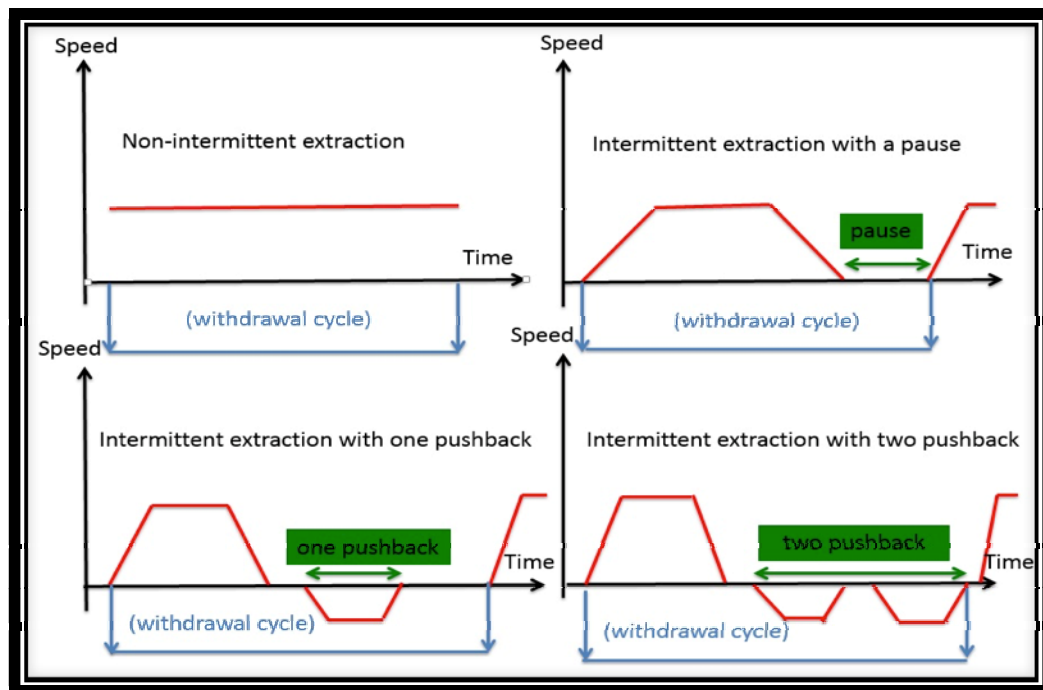 Speed
Non-intermittent extraction
Time
(withdrawal cycle)
Speed
Intermittent extraction with a pause
pause
Time
(withdrawal cycle)
Speed
Intermittent extraction with one pushback
one pushback
Time
(withdrawal cycle)
Speed
Intermittent extraction with two pushback
two pushback
Time
(withdrawal cycle)